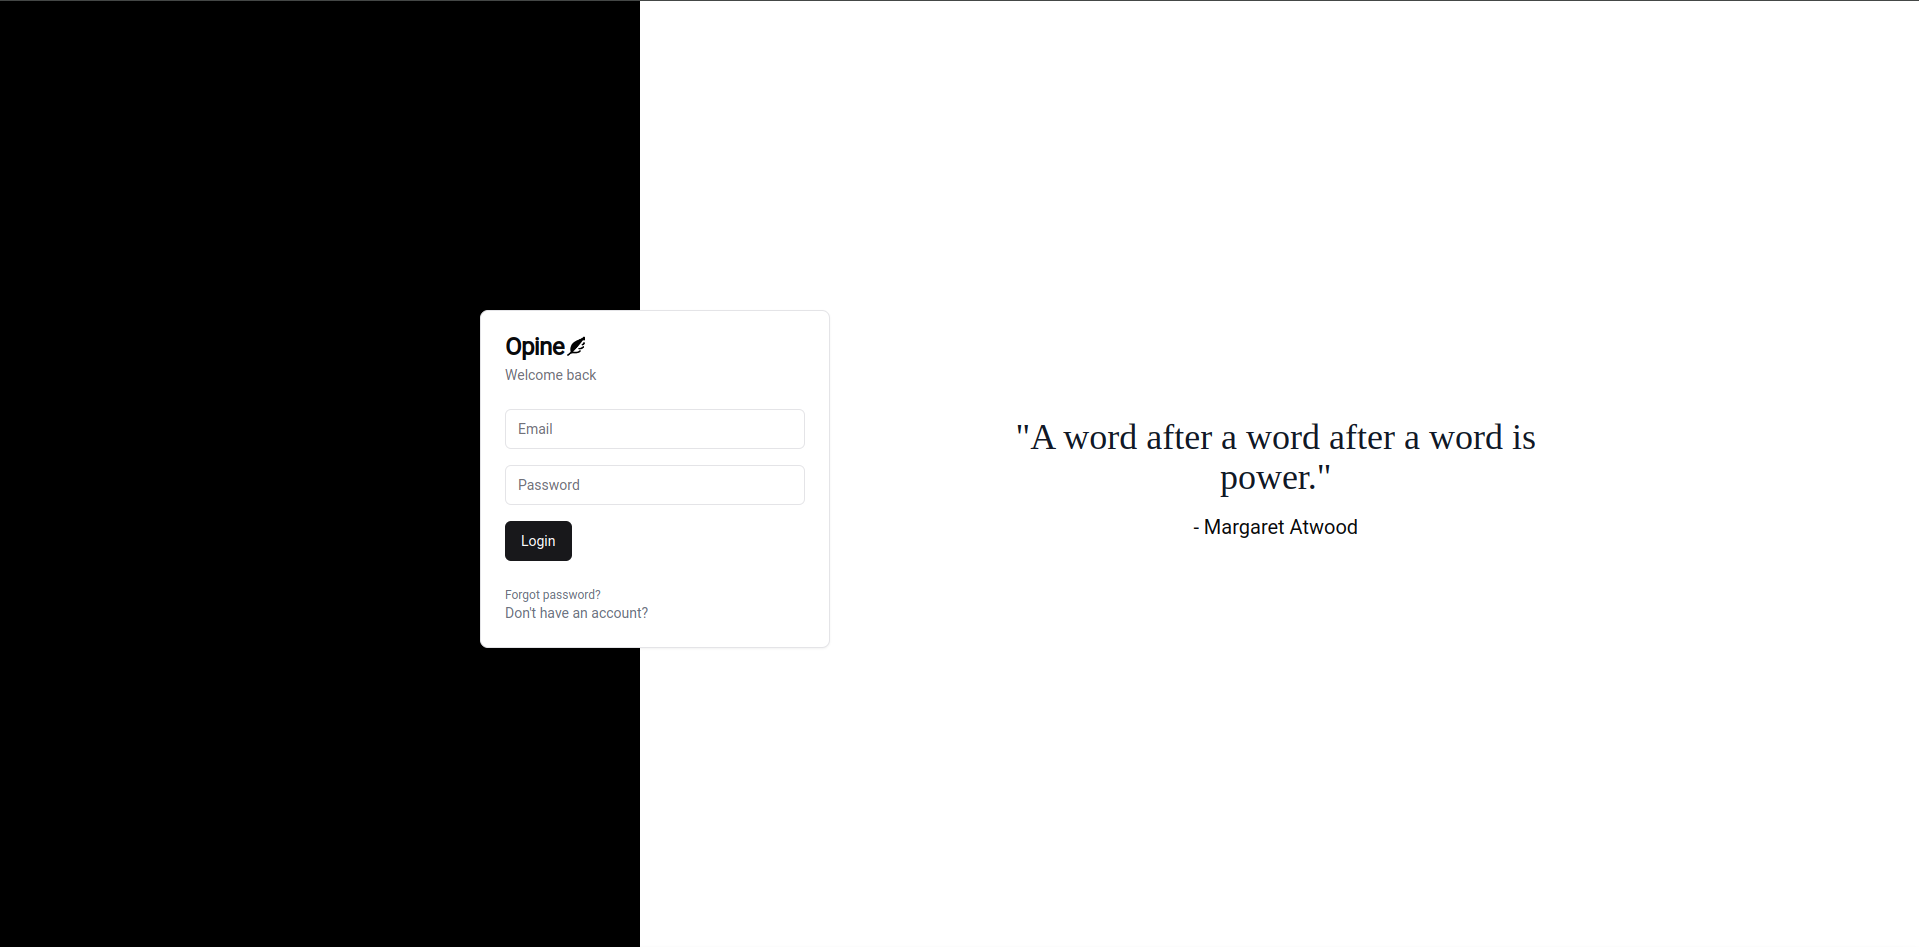 Opine
Welcome back
Email
Password
Login
Forgot password?
Don't have an account?
"A word after a word after a word is
power."
- Margaret Atwood